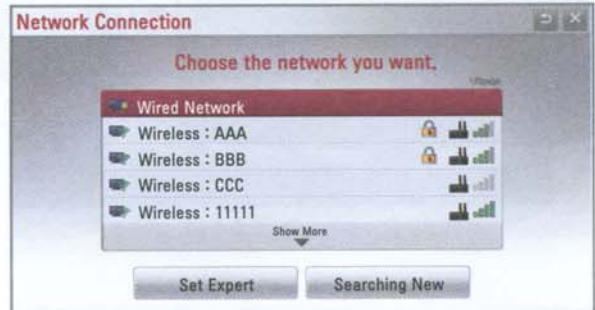 Network Connection
Choose the network you want.
Wired Network
Wireless : AAA
Wireless : BBB
Wireless : CCC
Wireless : 11111
Show More
Set Expert
Searching New